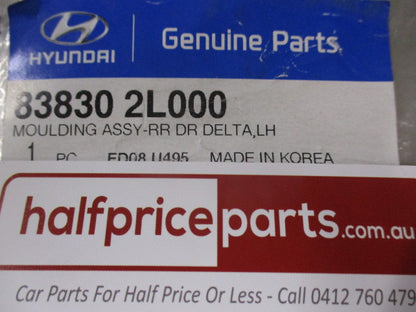 HYUNDAI
Genuine Parts
83830 2L000
MOULDING ASSY-RR DR DELTA,LH
1 PC ED08 U495 MADE IN KOREA
halfpriceparts.com.au
Car Parts For Half Price Or Less - Call 0412 760 479